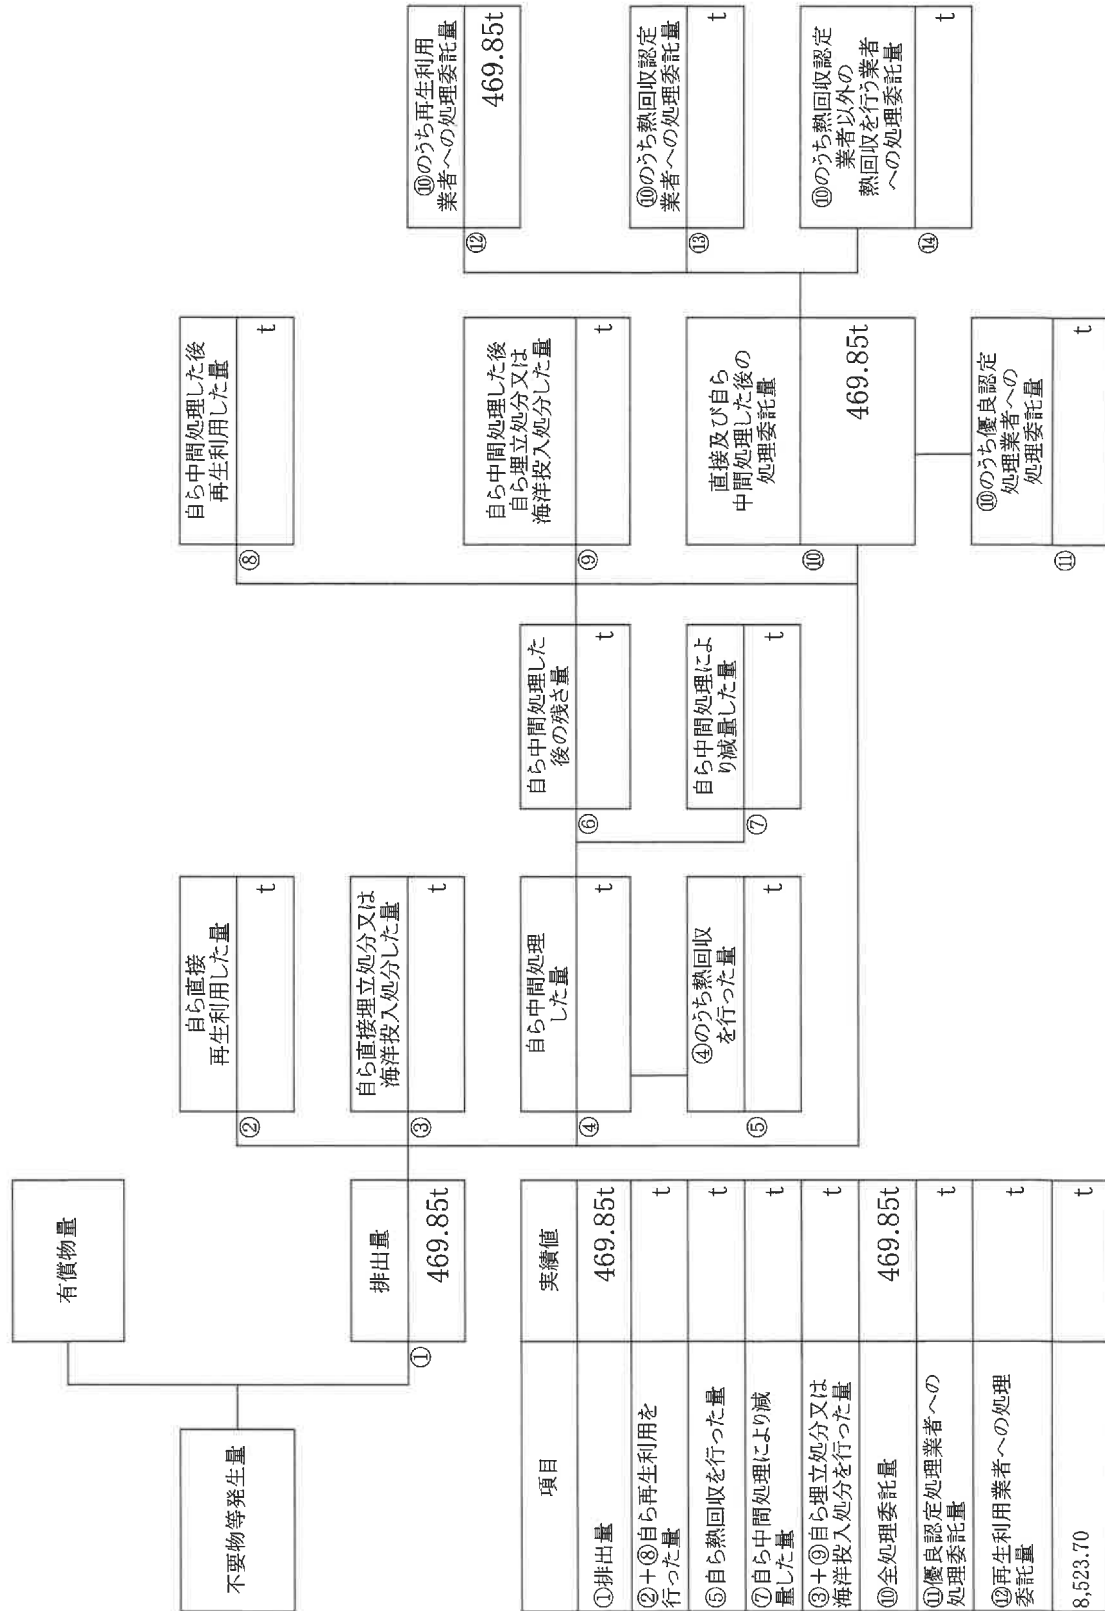 不要物等発生量
有償物量
①
排出量
469.85t
②
自ら直接
再生利用した量
t
③
自ら直接埋立処分又は
海洋投入処分した量
t
④
自ら中間処理
した量
t
⑤
④のうち熱回収
を行った量
t
⑥
自ら中間処理した
後の残さ量
t
⑦
自ら中間処理によ
り減量した量
t
⑧
自ら中間処理した後
再生利用した量
t
⑨
自ら中間処理した後
自ら埋立処分又は
海洋投入処分した量
t
⑩
直接及び自ら
中間処理した後の
処理委託量
469.85t
⑪
⑩のうち優良認定
処理業者への
処理委託量
t
⑫
⑩のうち再生利用
業者への処理委託量
469.85t
⑬
⑩のうち熱回収認定
業者への処理委託量
t
⑭
⑩のうち熱回収認定
業者以外の
熱回収を行う業者
への処理委託量
t
項目 実績値
①排出量 469.85t
②+⑧自ら再生利用を
行った量 t
⑤自ら熱回収を行った量 t
⑦自ら中間処理により減
量した量 t
③+⑨自ら埋立処分又は
海洋投入処分を行った量 t
⑩全処理委託量 469.85t
⑪優良認定処理業者への
処理委託量 t
⑫再生利用業者への処理
委託量 t
8,523.70 t